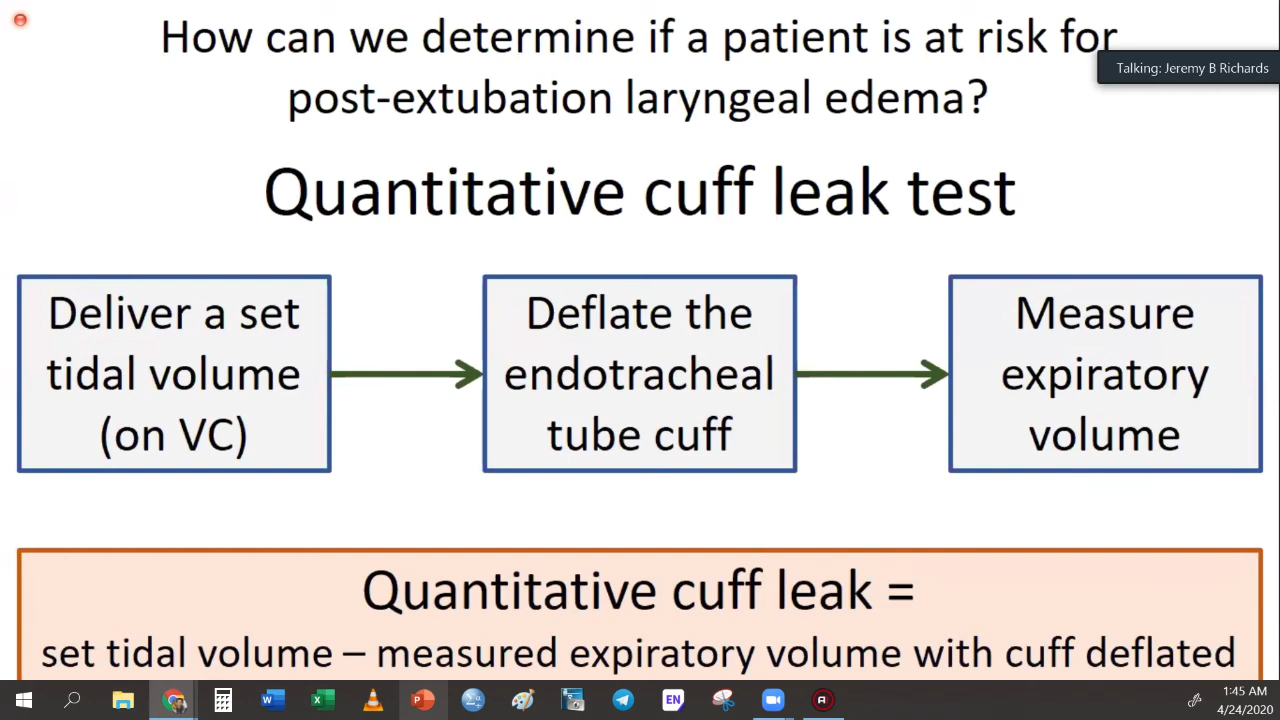 How can we determine if a patient is at risk for
Talking: Jeremy B Richards
post-extubation laryngeal edema?
Quantitative cuff leak test
Deliver a set
tidal volume
(on VC)
Deflate the
endotracheal
tube cuff
Measure
expiratory
volume
Quantitative cuff leak =
set tidal volume – measured expiratory volume with cuff deflated
EN
1:45 AM
4/24/2020